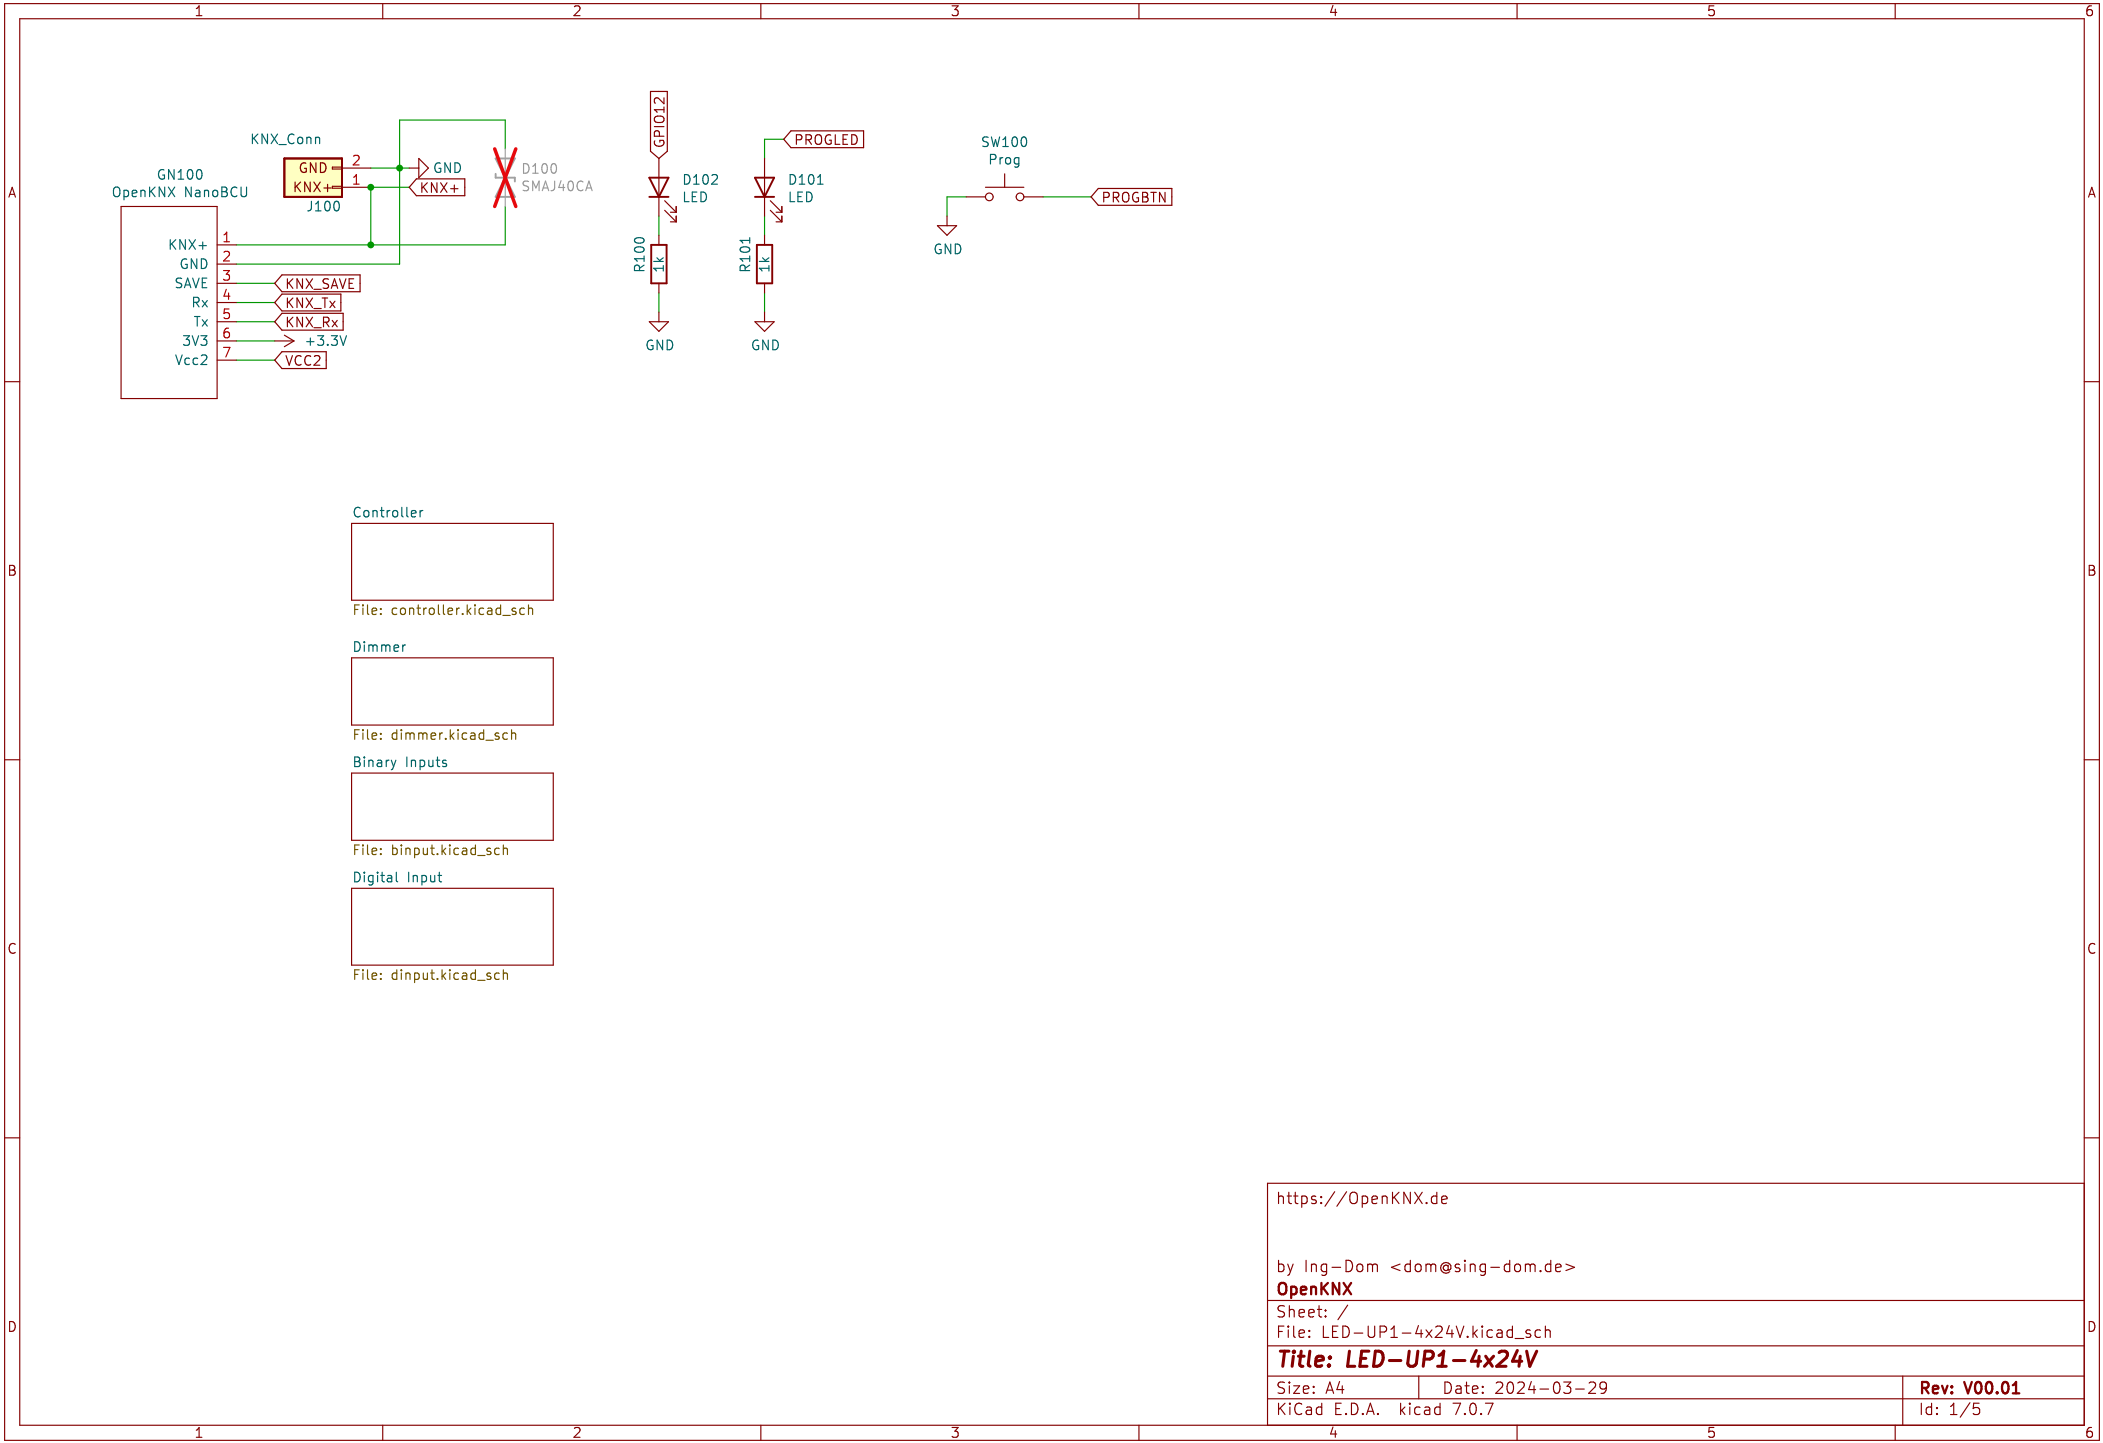 1 2 3 4 5 6
A
B
C
D
KNX_Conn
GND 2
KNX+ 1
J100
GND
KNX+
D100
SMAJ40CA
GN100
OpenKNX NanoBCU
KNX+ 1
GND 2
SAVE 3 KNX_SAVE
Rx 4 KNX_Tx
Tx 5 KNX_Rx
3V3 6 +3.3V
Vcc2 7 VCC2
GPIO12
D102
LED
R100
1k
GND
PROGLED
D101
LED
R101
1k
GND
SW100
Prog
PROGBTN
GND
Controller
File: controller.kicad_sch
Dimmer
File: dimmer.kicad_sch
Binary Inputs
File: binput.kicad_sch
Digital Input
File: dinput.kicad_sch
A
B
C
D
https://OpenKNX.de
by Ing-Dom <dom@sing-dom.de>
OpenKNX
Sheet: /
File: LED-UP1-4x24V.kicad_sch
Title: LED-UP1-4x24V
Size: A4 Date: 2024-03-29 Rev: V00.01
KiCad E.D.A. kicad 7.0.7 Id: 1/5
1 2 3 4 5 6